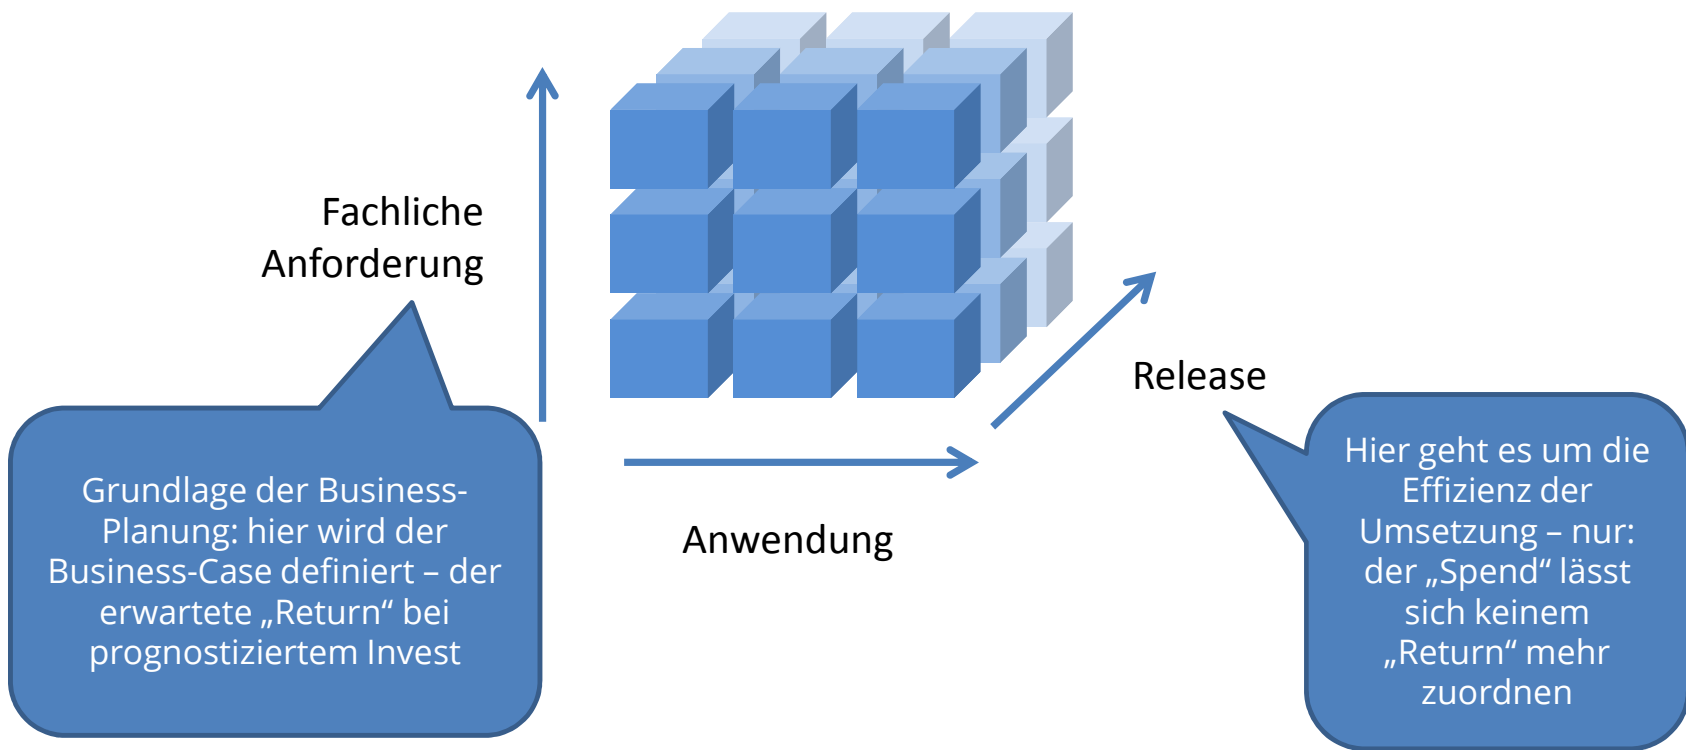 Fachliche
Anforderung
Release
Anwendung
Grundlage der Business-
Planung: hier wird der
Business-Case definiert – der
erwartete „Return“ bei
prognostiziertem Invest
Hier geht es um die
Effizienz der
Umsetzung – nur:
der „Spend“ lässt
sich keinem
„Return“ mehr
zuordnen